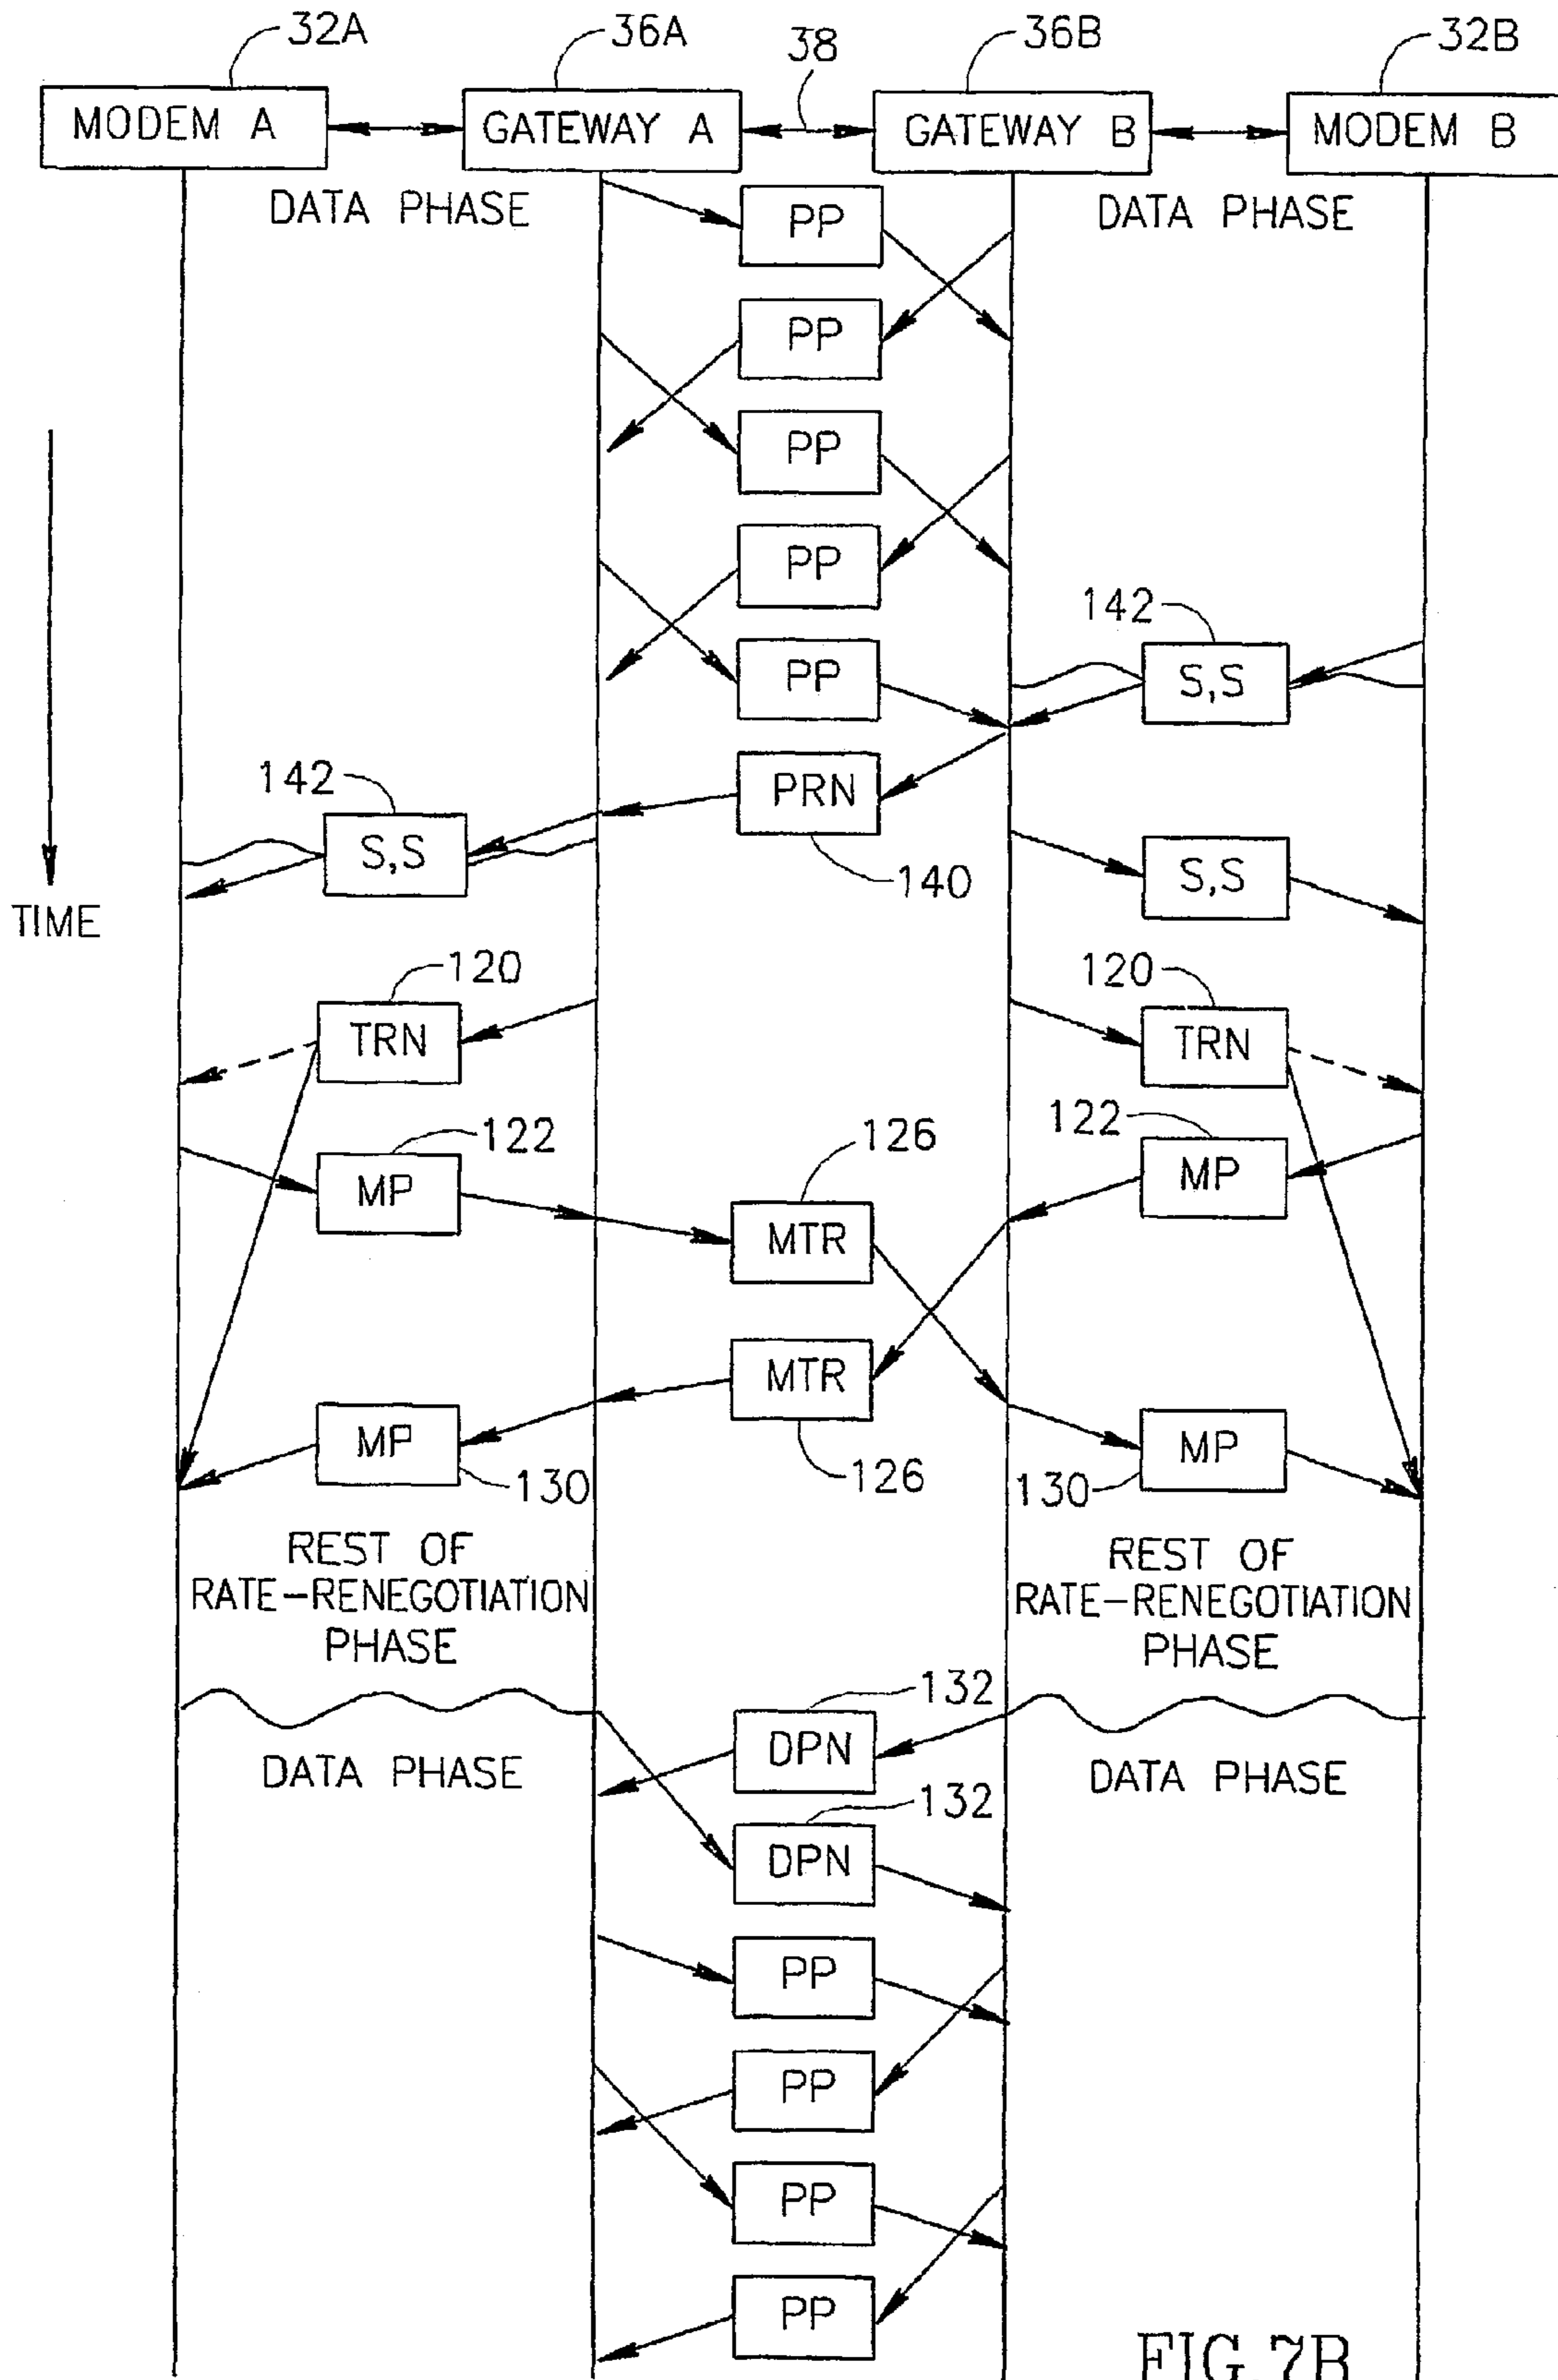 32A
36A
38
36B
32B
MODEM A
GATEWAY A
GATEWAY B
MODEM B
DATA PHASE
DATA PHASE
PP
PP
PP
PP
142
S,S
PP
142
PRN
S,S
140
S,S
TIME
120
120
TRN
TRN
122
126
122
MP
MP
MTR
MTR
MP
MP
130
126
130
REST OF
RATE-RENEGOTIATION
PHASE
REST OF
RATE-RENEGOTIATION
PHASE
132
DPN
DATA PHASE
DATA PHASE
132
DPN
PP
PP
PP
PP
FIG.7B